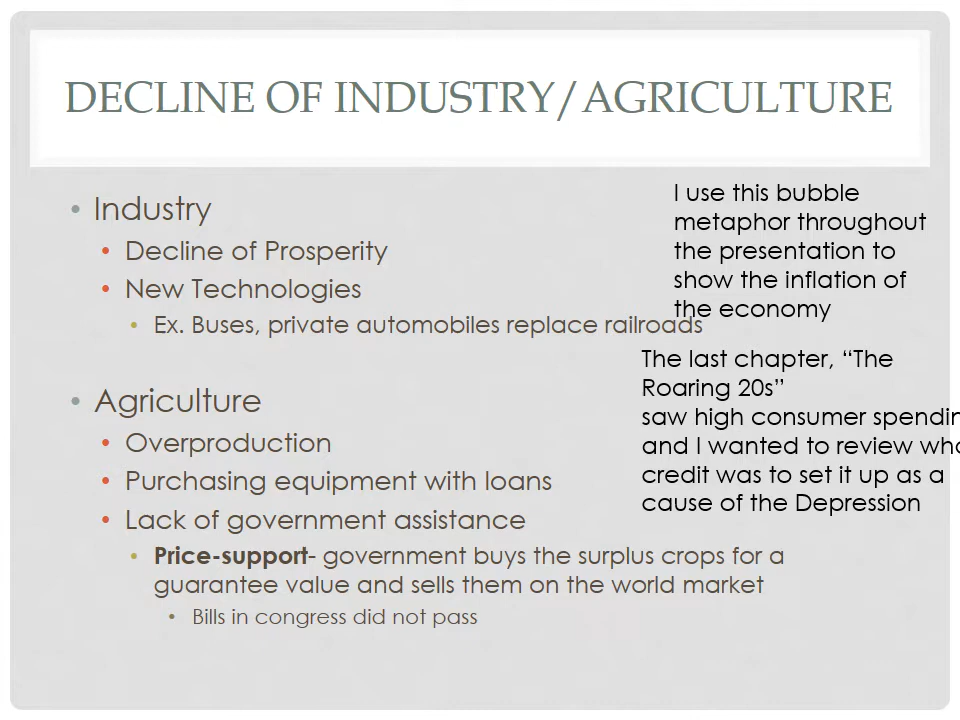 DECLINE OF INDUSTRY/AGRICULTURE
• Industry
• Decline of Prosperity
• New Technologies
• Ex. Buses, private automobiles replace railroads
• Agriculture
• Overproduction
• Purchasing equipment with loans
• Lack of government assistance
• Price-support- government buys the surplus crops for a
guarantee value and sells them on the world market
• Bills in congress did not pass
I use this bubble
metaphor throughout
the presentation to
show the inflation of
the economy
The last chapter, “The
Roaring 20s”
saw high consumer
and I wanted to review
credit was to set it up as a
cause of the Depression